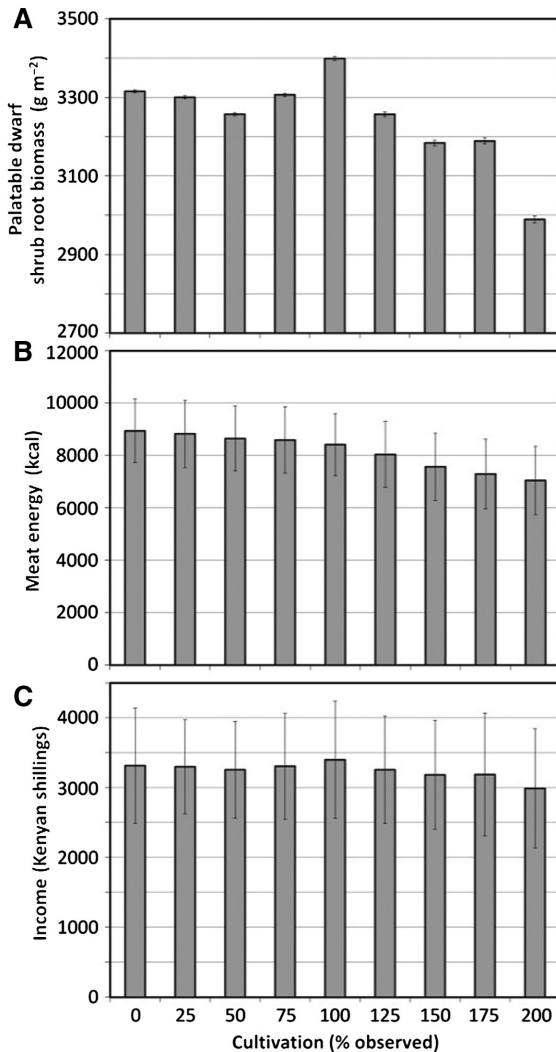 A
Palatable dwarf
shrub root biomass (g m⁻²)
3500
3300
3100
2900
2700
B
Meat energy (kcal)
12000
10000
8000
6000
4000
2000
0
C
Income (Kenyan shillings)
4000
3000
2000
1000
0
0 25 50 75 100 125 150 175 200
Cultivation (% observed)